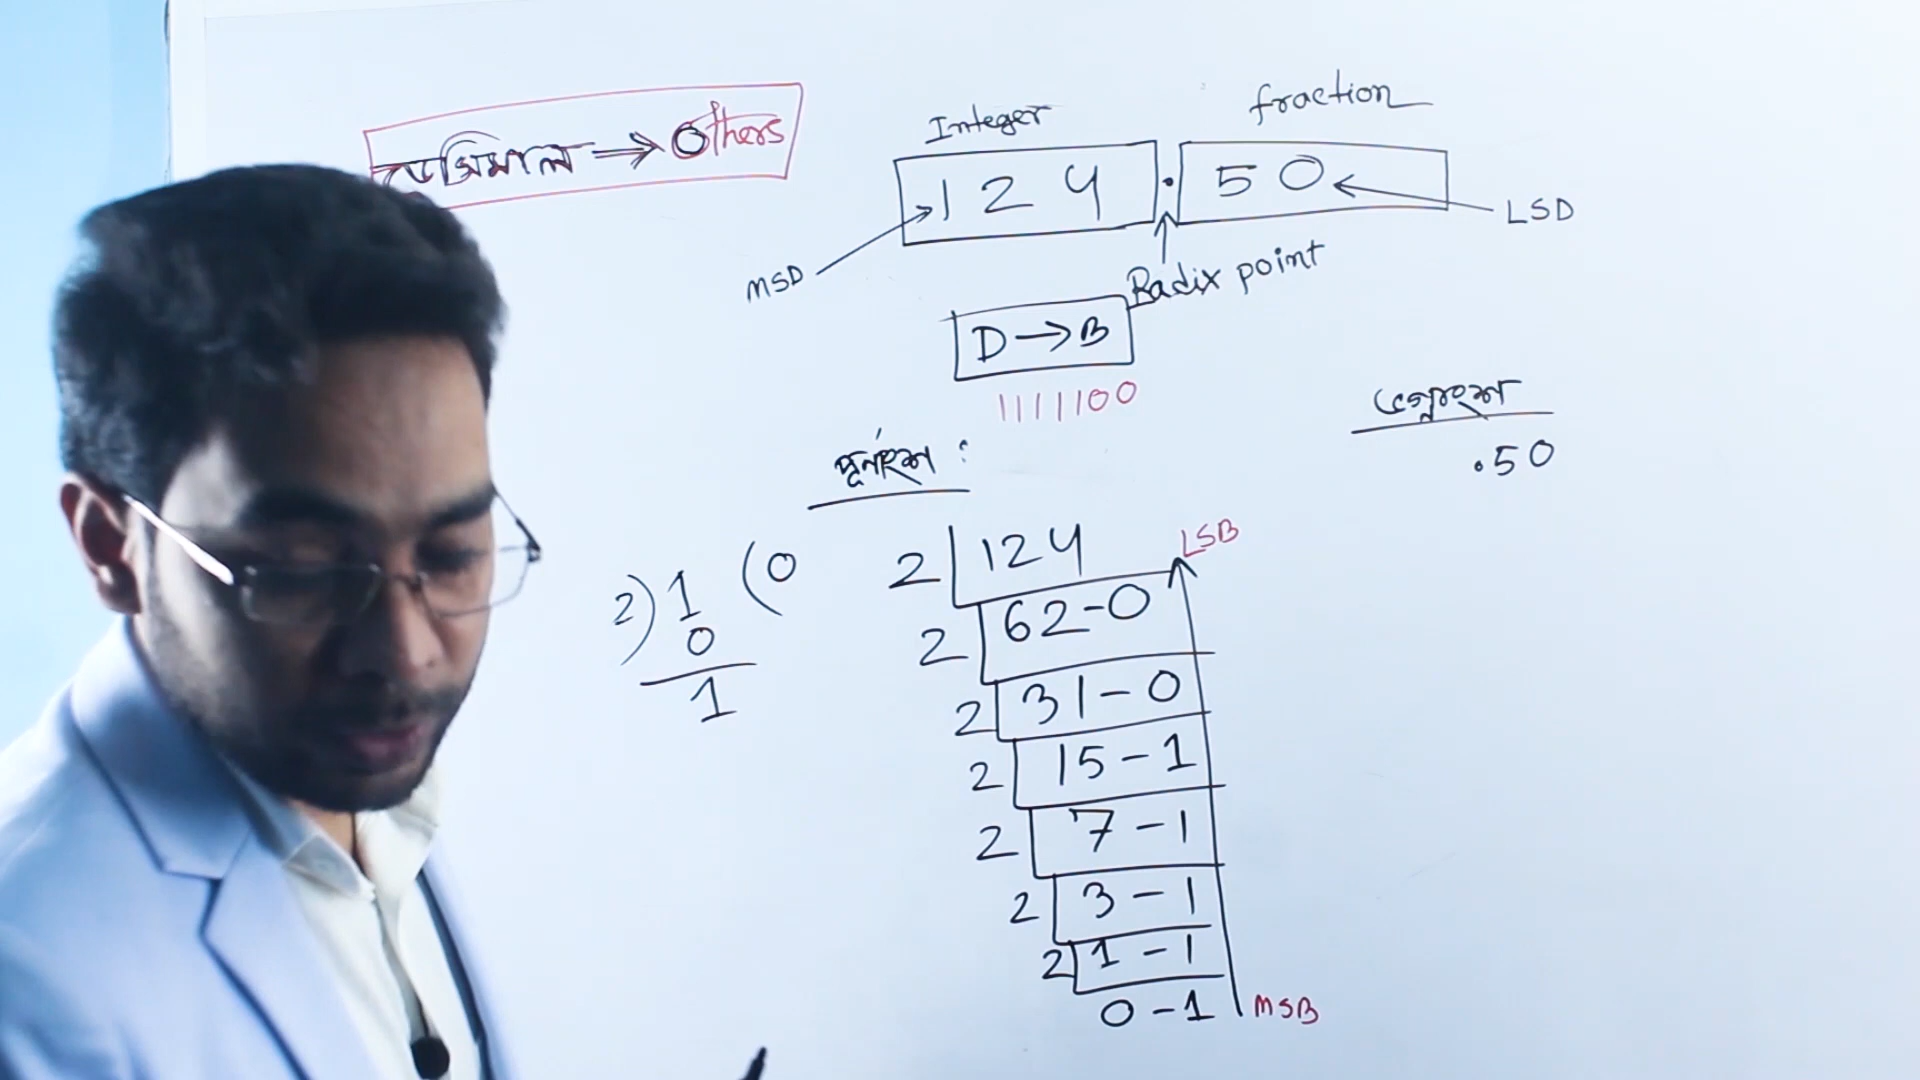 ডেসিমাল ⇒ Others
Integer
fraction
1 2 4 . 5 0
MSD
LSD
Radix point
D → B
1111100
পূর্নাংশ :
ভগ্নাংশ
.50
2) 1 (0
0
1
2 124 LSB
2 62 - 0
2 31 - 0
2 15 - 1
2 7 - 1
2 3 - 1
2 1 - 1
0 - 1 MSB